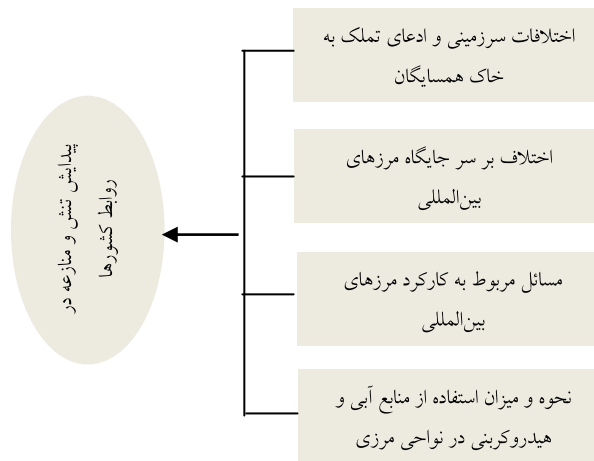 اختلافات سرزمینی و ادعای تملک به
خاک همسایگان
اختلاف بر سر جایگاه مرزهای
بین‌المللی
مسائل مربوط به کارکرد مرزهای
بین‌المللی
نحوه و میزان استفاده از منابع آبی و
هیدروکربنی در نواحی مرزی
پیدایش تنش و منازعه در
روابط کشورها